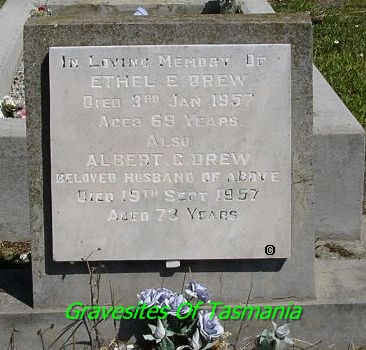 In Loving Memory Of
ETHEL E. DREW
Died 3RD Jan 1957
Aged 69 Years.
Also
ALBERT C. DREW
BELOVED HUSBAND OF ABOVE
Died 19TH Sept 1957
Aged 73 Years.
©
Gravesites Of Tasmania